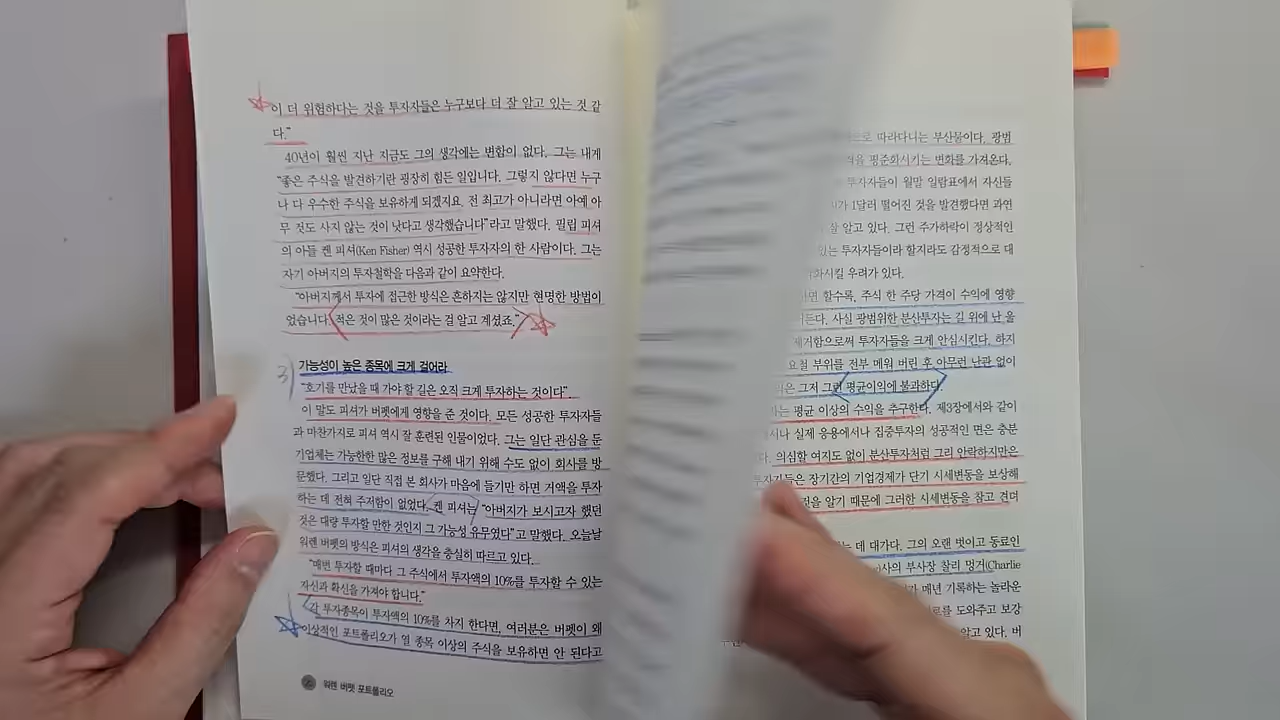 이 더 위험하다는 것을 투자자들은 누구보다 더 잘 알고 있는 것 같
다.”
40년이 훨씬 지난 지금도 그의 생각에는 변함이 없다. 그는 내게
“좋은 주식을 발견하기란 굉장히 힘든 일입니다. 그렇지 않다면 누구
나 다 우수한 주식을 보유하게 되겠지요. 전 최고가 아니라면 아예 아
무 것도 사지 않는 것이 낫다고 생각했습니다”라고 말했다. 필립 피셔
의 아들 켄 피셔(Ken Fisher) 역시 성공한 투자자의 한 사람이다. 그는
자기 아버지의 투자철학을 다음과 같이 요약한다.
“아버지께서 투자에 접근한 방식은 흔하지는 않지만 현명한 방법이
었습니다. 적은 것이 많은 것이라는 걸 알고 계셨죠.”
3)
가능성이 높은 종목에 크게 걸어라
“호기를 만났을 때 가야 할 길은 오직 크게 투자하는 것이다”.
이 말도 피셔가 버펫에게 영향을 준 것이다. 모든 성공한 투자자들
과 마찬가지로 피셔 역시 잘 훈련된 인물이었다. 그는 일단 관심을 둔
기업체는 가능한한 많은 정보를 구해 내기 위해 수도 없이 회사를 방
문했다. 그리고 일단 직접 본 회사가 마음에 들기만 하면 거액을 투자
하는 데 전혀 주저함이 없었다. 켄 피셔는 “아버지가 보시고자 했던
것은 대량 투자할 만한 것인지 그 가능성 유무였다”고 말했다. 오늘날
워렌 버펫의 방식은 피셔의 생각을 충실히 따르고 있다.
“매번 투자할 때마다 그 주식에서 투자액의 10%를 투자할 수 있는
자신과 확신을 가져야 합니다.”
각 투자종목이 투자액의 10%를 차지 한다면, 여러분은 버펫이 왜
이상적인 포트폴리오가 열 종목 이상의 주식을 보유하면 안 된다고
워렌 버펫 포트폴리오
따라다니는 부산물이다. 광범
평준화시키는 변화를 가져온다.
투자자들이 월말 일람표에서 자신들
1달러 떨어진 것을 발견했다면 과연
잘 알고 있다. 그런 주가하락이 정상적인
있는 투자자들이라 할지라도 감정적으로 대
우려가 있다.
할수록, 주식 한 주당 가격이 수익에 영향
사실 광범위한 분산투자는 길 위에 난 울
제거함으로써 투자자들을 크게 안심시킨다. 하지
요철 부위를 전부 메워 버린 후 아무런 난관 없이
그저 그런 평균이익에 불과하다.
평균 이상의 수익을 추구한다. 제3장에서와 같이
실제 응용에서나 집중투자의 성공적인 면은 충분
의심할 여지도 없이 분산투자처럼 그리 안락하지만은
장기간의 기업경제가 단기 시세변동을 보상해
알기 때문에 그러한 시세변동을 참고 견뎌
데 대가다. 그의 오랜 벗이고 동료인
부사장 찰리 멍거(Charlie
매년 기록하는 놀라운
도와주고 보강
알고 있다. 버